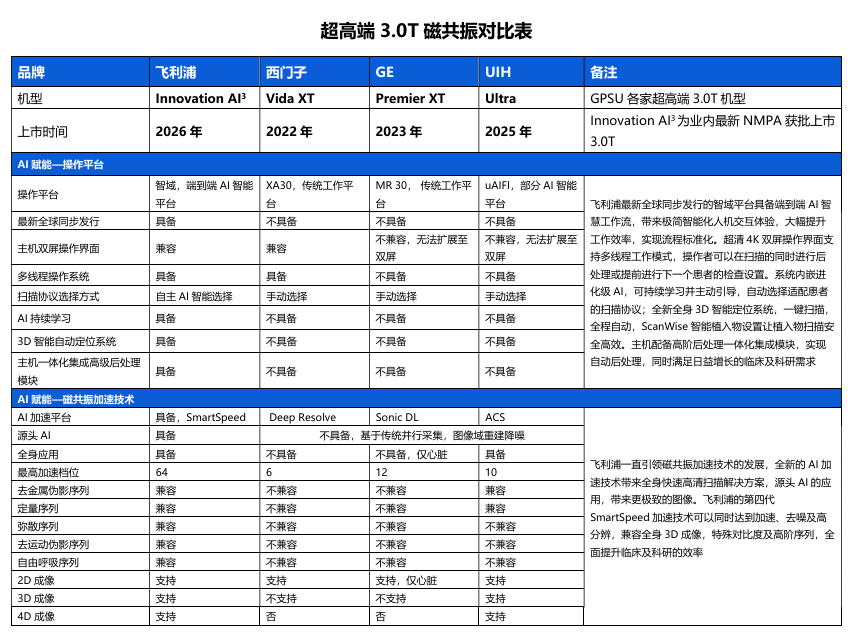 超高端 3.0T 磁共振对比表
品牌 飞利浦 西门子 GE UIH 备注
机型 Innovation AI³ Vida XT Premier XT Ultra GPSU 各家超高端 3.0T 机型
上市时间 2026 年 2022 年 2023 年 2025 年 Innovation AI³ 为业内最新 NMPA 获批上市
3.0T
AI 赋能—操作平台
操作平台 智域，端到端 AI 智能 XA30，传统工作平 MR 30， 传统工作平 uAIFI，部分 AI 智能
平台 台 台 平台
最新全球同步发行 具备 不具备 不具备 不具备
主机双屏操作界面 兼容 兼容 不兼容，无法扩展至 不兼容，无法扩展至
双屏 双屏
多线程操作系统 具备 具备 不具备 不具备
扫描协议选择方式 自主 AI 智能选择 手动选择 手动选择 手动选择
AI 持续学习 具备 不具备 不具备 不具备
3D 智能自动定位系统 具备 不具备 不具备 不具备
主机一体化集成高级后处理 具备 不具备 不具备 不具备
模块
飞利浦最新全球同步发行的智域平台具备端到端 AI 智
慧工作流，带来极简智能化人机交互体验，大幅提升
工作效率，实现流程标准化。超清 4K 双屏操作界面支
持多线程工作模式，操作者可以在扫描的同时进行后
处理或提前进行下一个患者的检查设置。系统内嵌进
化级 AI，可持续学习并主动引导，自动选择适配患者
的扫描协议；全新全身 3D 智能定位系统，一键扫描，
全程自动，ScanWise 智能植入物设置让植入物扫描安
全高效。主机配备高阶后处理一体化集成模块，实现
自动后处理，同时满足日益增长的临床及科研需求
AI 赋能—磁共振加速技术
AI 加速平台 具备，SmartSpeed Deep Resolve Sonic DL ACS
源头 AI 具备 不具备，基于传统并行采集，图像域重建降噪
全身应用 具备 不具备 不具备，仅心脏 具备
最高加速档位 64 6 12 10
去金属伪影序列 兼容 不兼容 不兼容 兼容
定量序列 兼容 不兼容 不兼容 不兼容
弥散序列 兼容 不兼容 不兼容 不兼容
去运动伪影序列 兼容 不兼容 不兼容 不兼容
自由呼吸序列 兼容 不兼容 不兼容 不兼容
2D 成像 支持 支持 支持，仅心脏 支持
3D 成像 支持 不支持 不支持 支持
4D 成像 支持 否 否 支持
飞利浦一直引领磁共振加速技术的发展，全新的 AI 加
速技术带来全身快速高清扫描解决方案，源头 AI 的应
用，带来更极致的图像。飞利浦的第四代
SmartSpeed 加速技术可以同时达到加速、去噪及高
分辨，兼容全身 3D 成像，特殊对比度及高阶序列，全
面提升临床及科研的效率